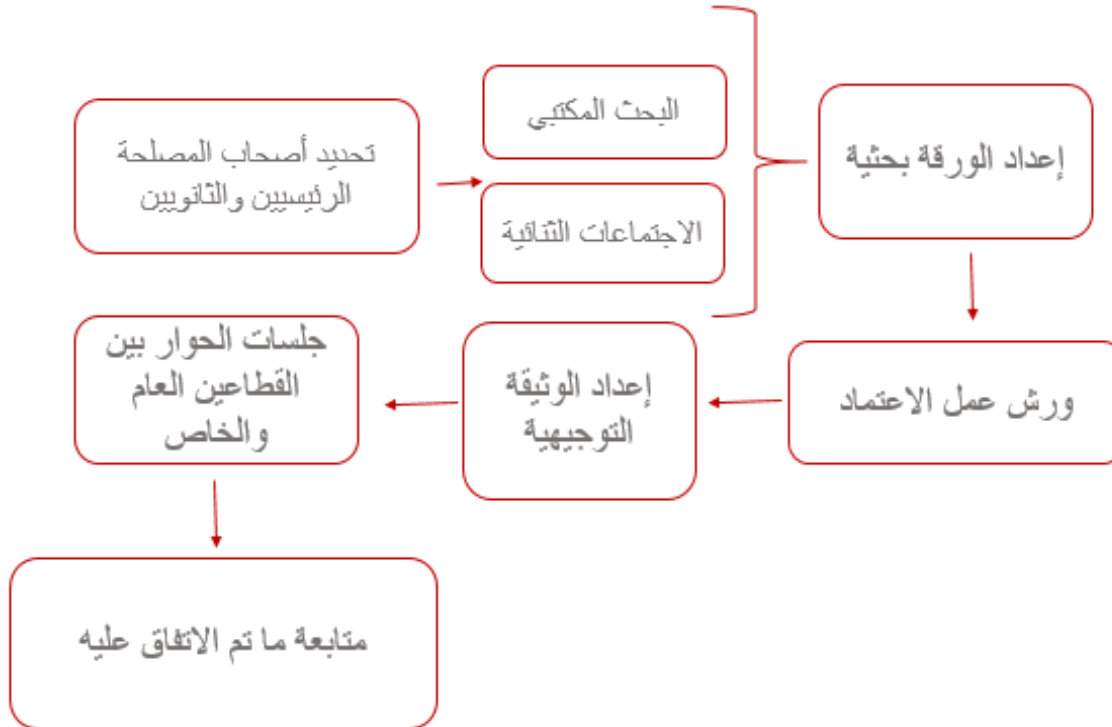 تحديد أصحاب المصلحة
الرئيسيين والثانويين
البحث المكتبي
الاجتماعات الثنائية
إعداد الورقة بحثية
ورش عمل الاعتماد
إعداد الوثيقة
التوجيهية
جلسات الحوار بين
القطاعين العام
والخاص
متابعة ما تم الاتفاق عليه